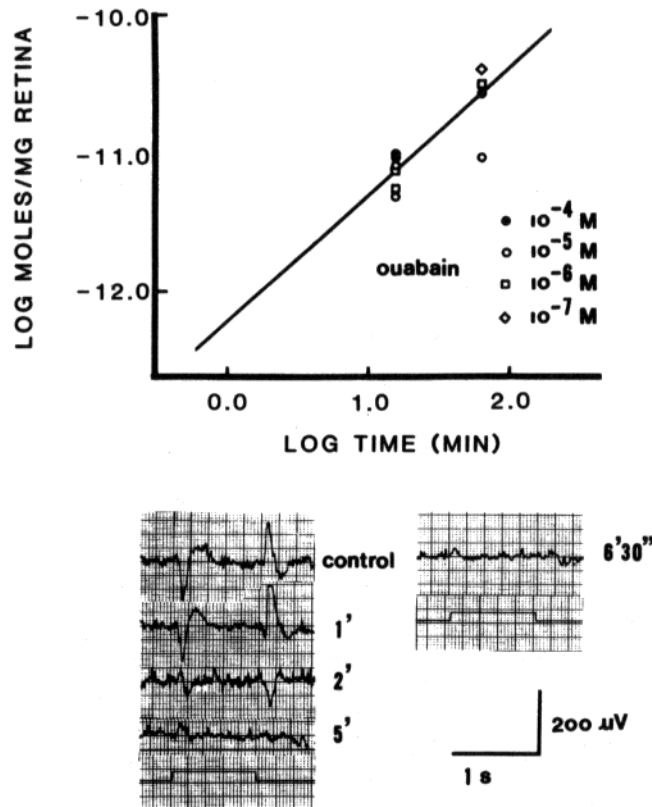 LOG MOLES/MG RETINA
-10.0
-11.0
-12.0
ouabain
● 10⁻⁴ M
○ 10⁻⁵ M
□ 10⁻⁶ M
◇ 10⁻⁷ M
0.0 1.0 2.0
LOG TIME (MIN)
control
1'
2'
5'
6'30"
200 µV
1 s